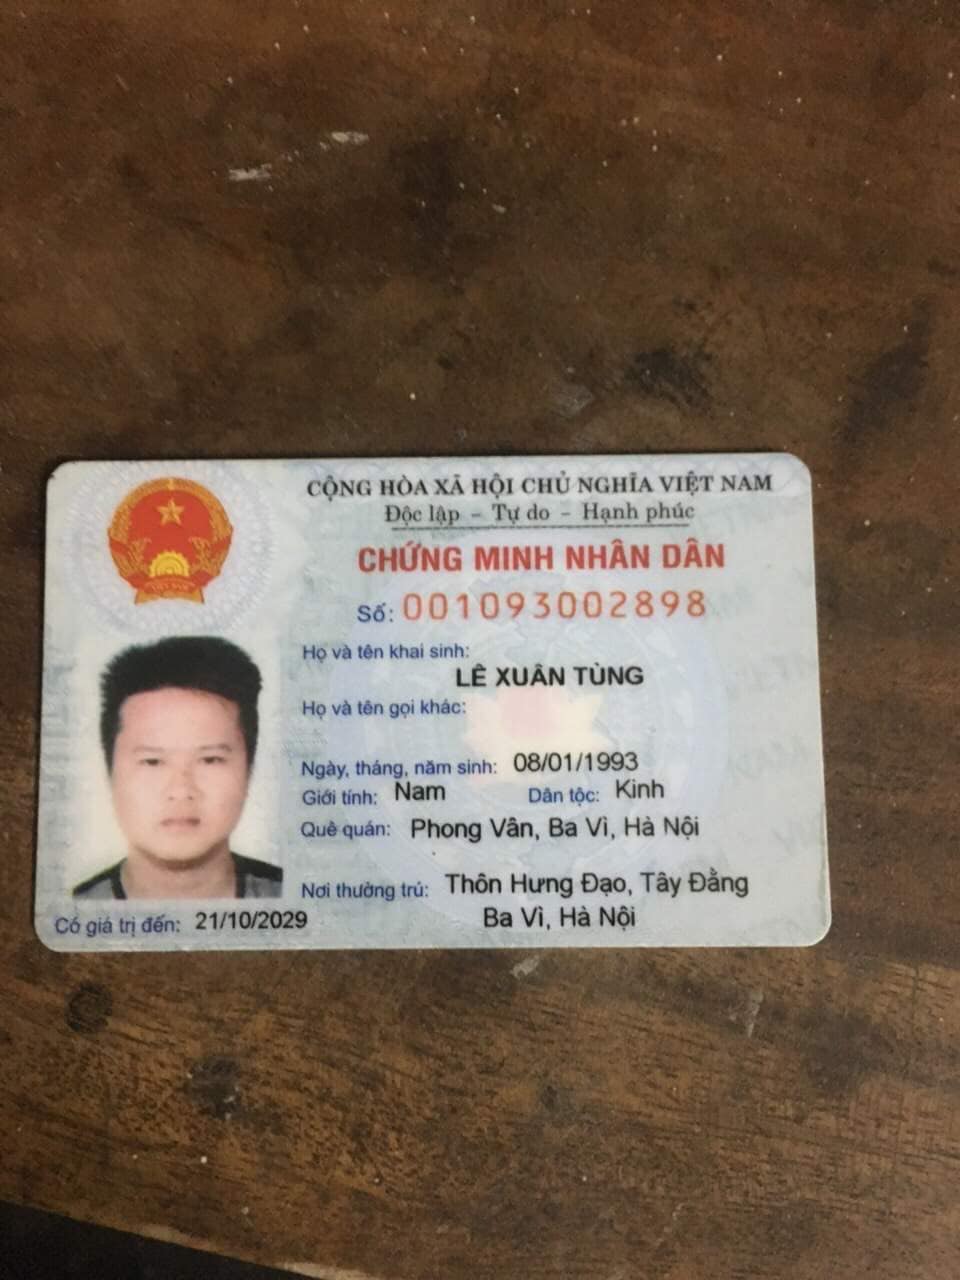 CỘNG HÒA XÃ HỘI CHỦ NGHĨA VIỆT NAM
Độc lập – Tự do – Hạnh phúc
CHỨNG MINH NHÂN DÂN
Số: 001093002898
Họ và tên khai sinh:
LÊ XUÂN TÙNG
Họ và tên gọi khác:
Ngày, tháng, năm sinh: 08/01/1993
Giới tính: Nam Dân tộc: Kinh
Quê quán: Phong Vân, Ba Vì, Hà Nội
Nơi thường trú: Thôn Hưng Đạo, Tây Đằng
Ba Vì, Hà Nội
Có giá trị đến: 21/10/2029